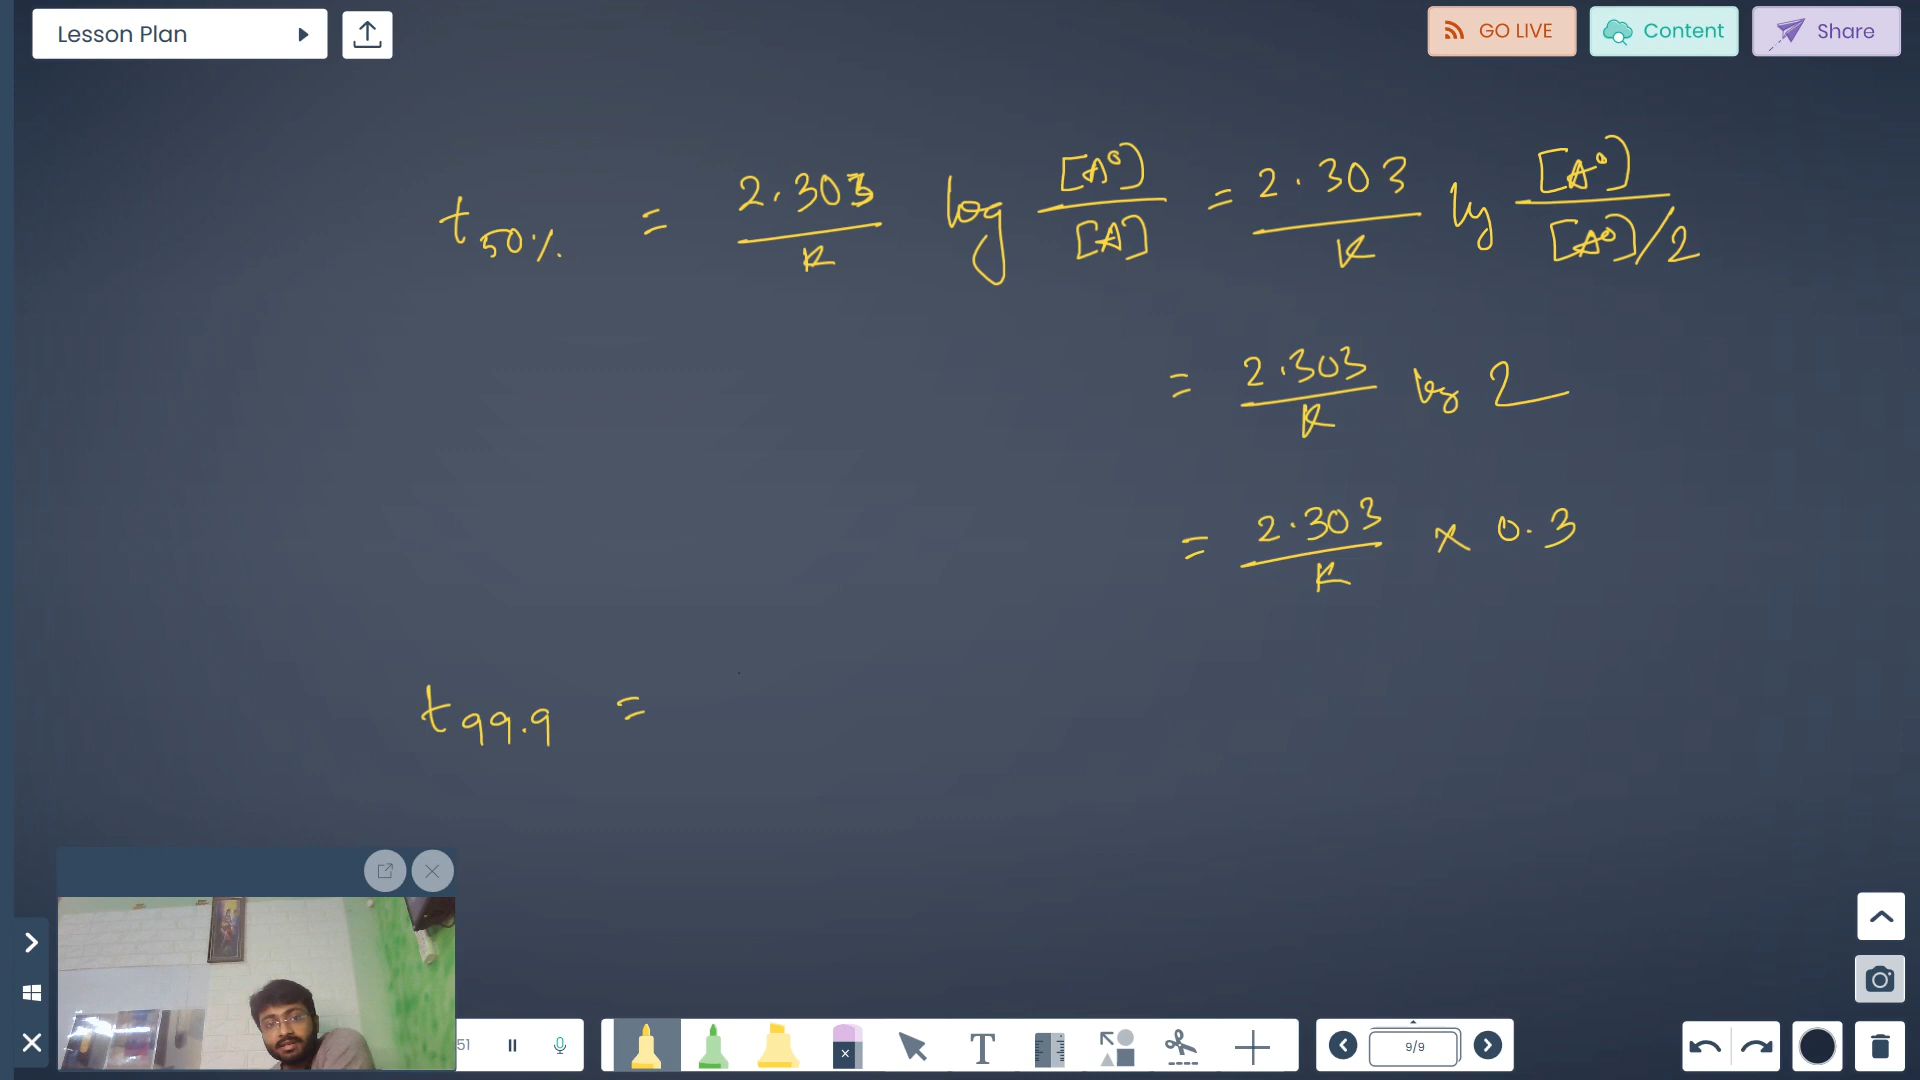 Lesson Plan
GO LIVE
Content
Share
t50% = 2.303/K log [A°]/[A] = 2.303/K log [A°]/[A°]/2
= 2.303/K log 2
= 2.303/K × 0.3
t99.9 =
51
T
9/9